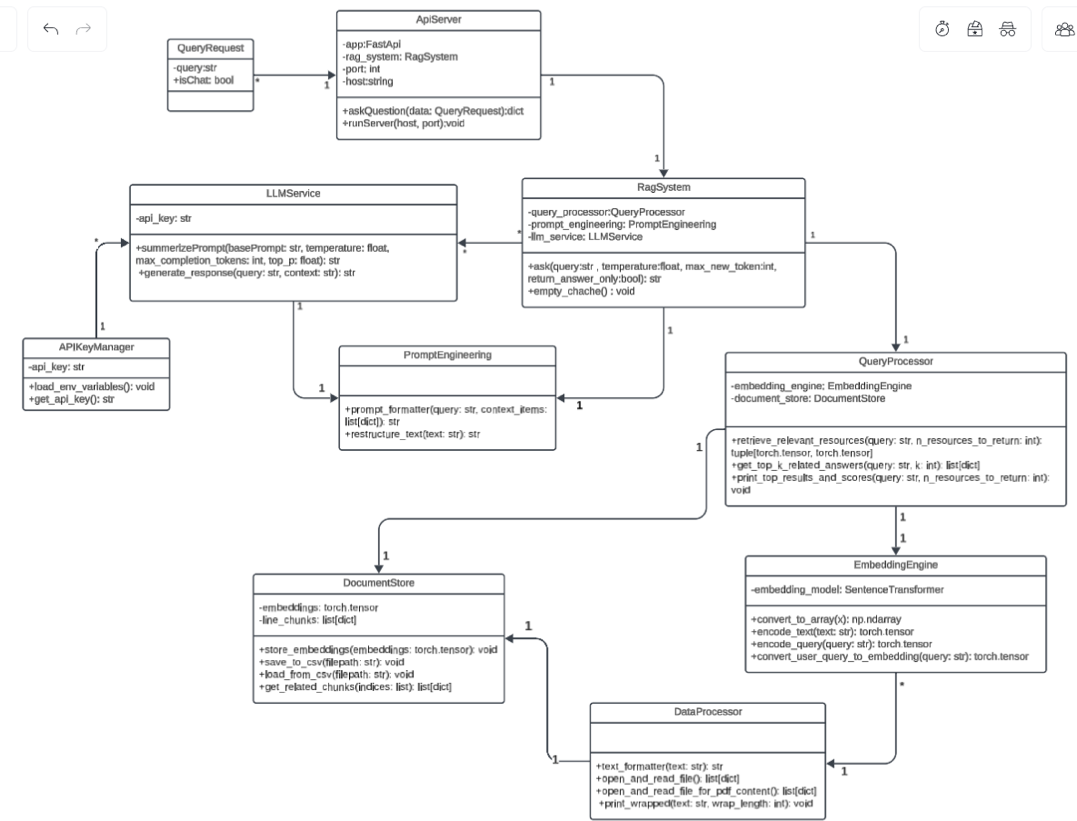 ApiServer
-app:FastApi
-rag_system: RagSystem
-port: int
-host:string
+askQuestion(data: QueryRequest):dict
+runServer(host, port):void
QueryRequest
-query:str
+isChat: bool
*
1
1
1
LLMService
-api_key: str
+summerizePrompt(basePrompt: str, temperature: float,
max_completion_tokens: int, top_p: float): str
+generate_response(query: str, context: str): str
RagSystem
-query_processor:QueryProcessor
-prompt_engineering: PromptEngineering
-llm_service: LLMService
+ask(query:str , temperature:float, max_new_token:int,
return_answer_only:bool): str
+empty_chache() : void
*
*
*
1
1
1
1
1
1
1
APIKeyManager
-api_key: str
+load_env_variables(): void
+get_api_key(): str
PromptEngineering
+prompt_formatter(query: str, context_items:
list[dict]): str
+restructure_text(text: str): str
QueryProcessor
-embedding_engine: EmbeddingEngine
-document_store: DocumentStore
+retrieve_relevant_resources(query: str, n_resources_to_return: int):
tuple[torch.tensor, torch.tensor]
+get_top_k_related_answers(query: str, k: int): list[dict]
+print_top_results_and_scores(query: str, n_resources_to_return: int):
void
1
1
1
1
DocumentStore
-embeddings: torch.tensor
-line_chunks: list[dict]
+store_embeddings(embeddings: torch.tensor): void
+save_to_csv(filepath: str): void
+load_from_csv(filepath: str): void
+get_related_chunks(indices: list): list[dict]
EmbeddingEngine
-embedding_model: SentenceTransformer
+convert_to_array(x): np.ndarray
+encode_text(text: str): torch.tensor
+encode_query(query: str): torch.tensor
+convert_user_query_to_embedding(query: str): torch.tensor
1
*
1
1
DataProcessor
+text_formatter(text: str): str
+open_and_read_file(): list[dict]
+open_and_read_file_for_pdf_content(): list[dict]
+print_wrapped(text: str, wrap_length: int): void